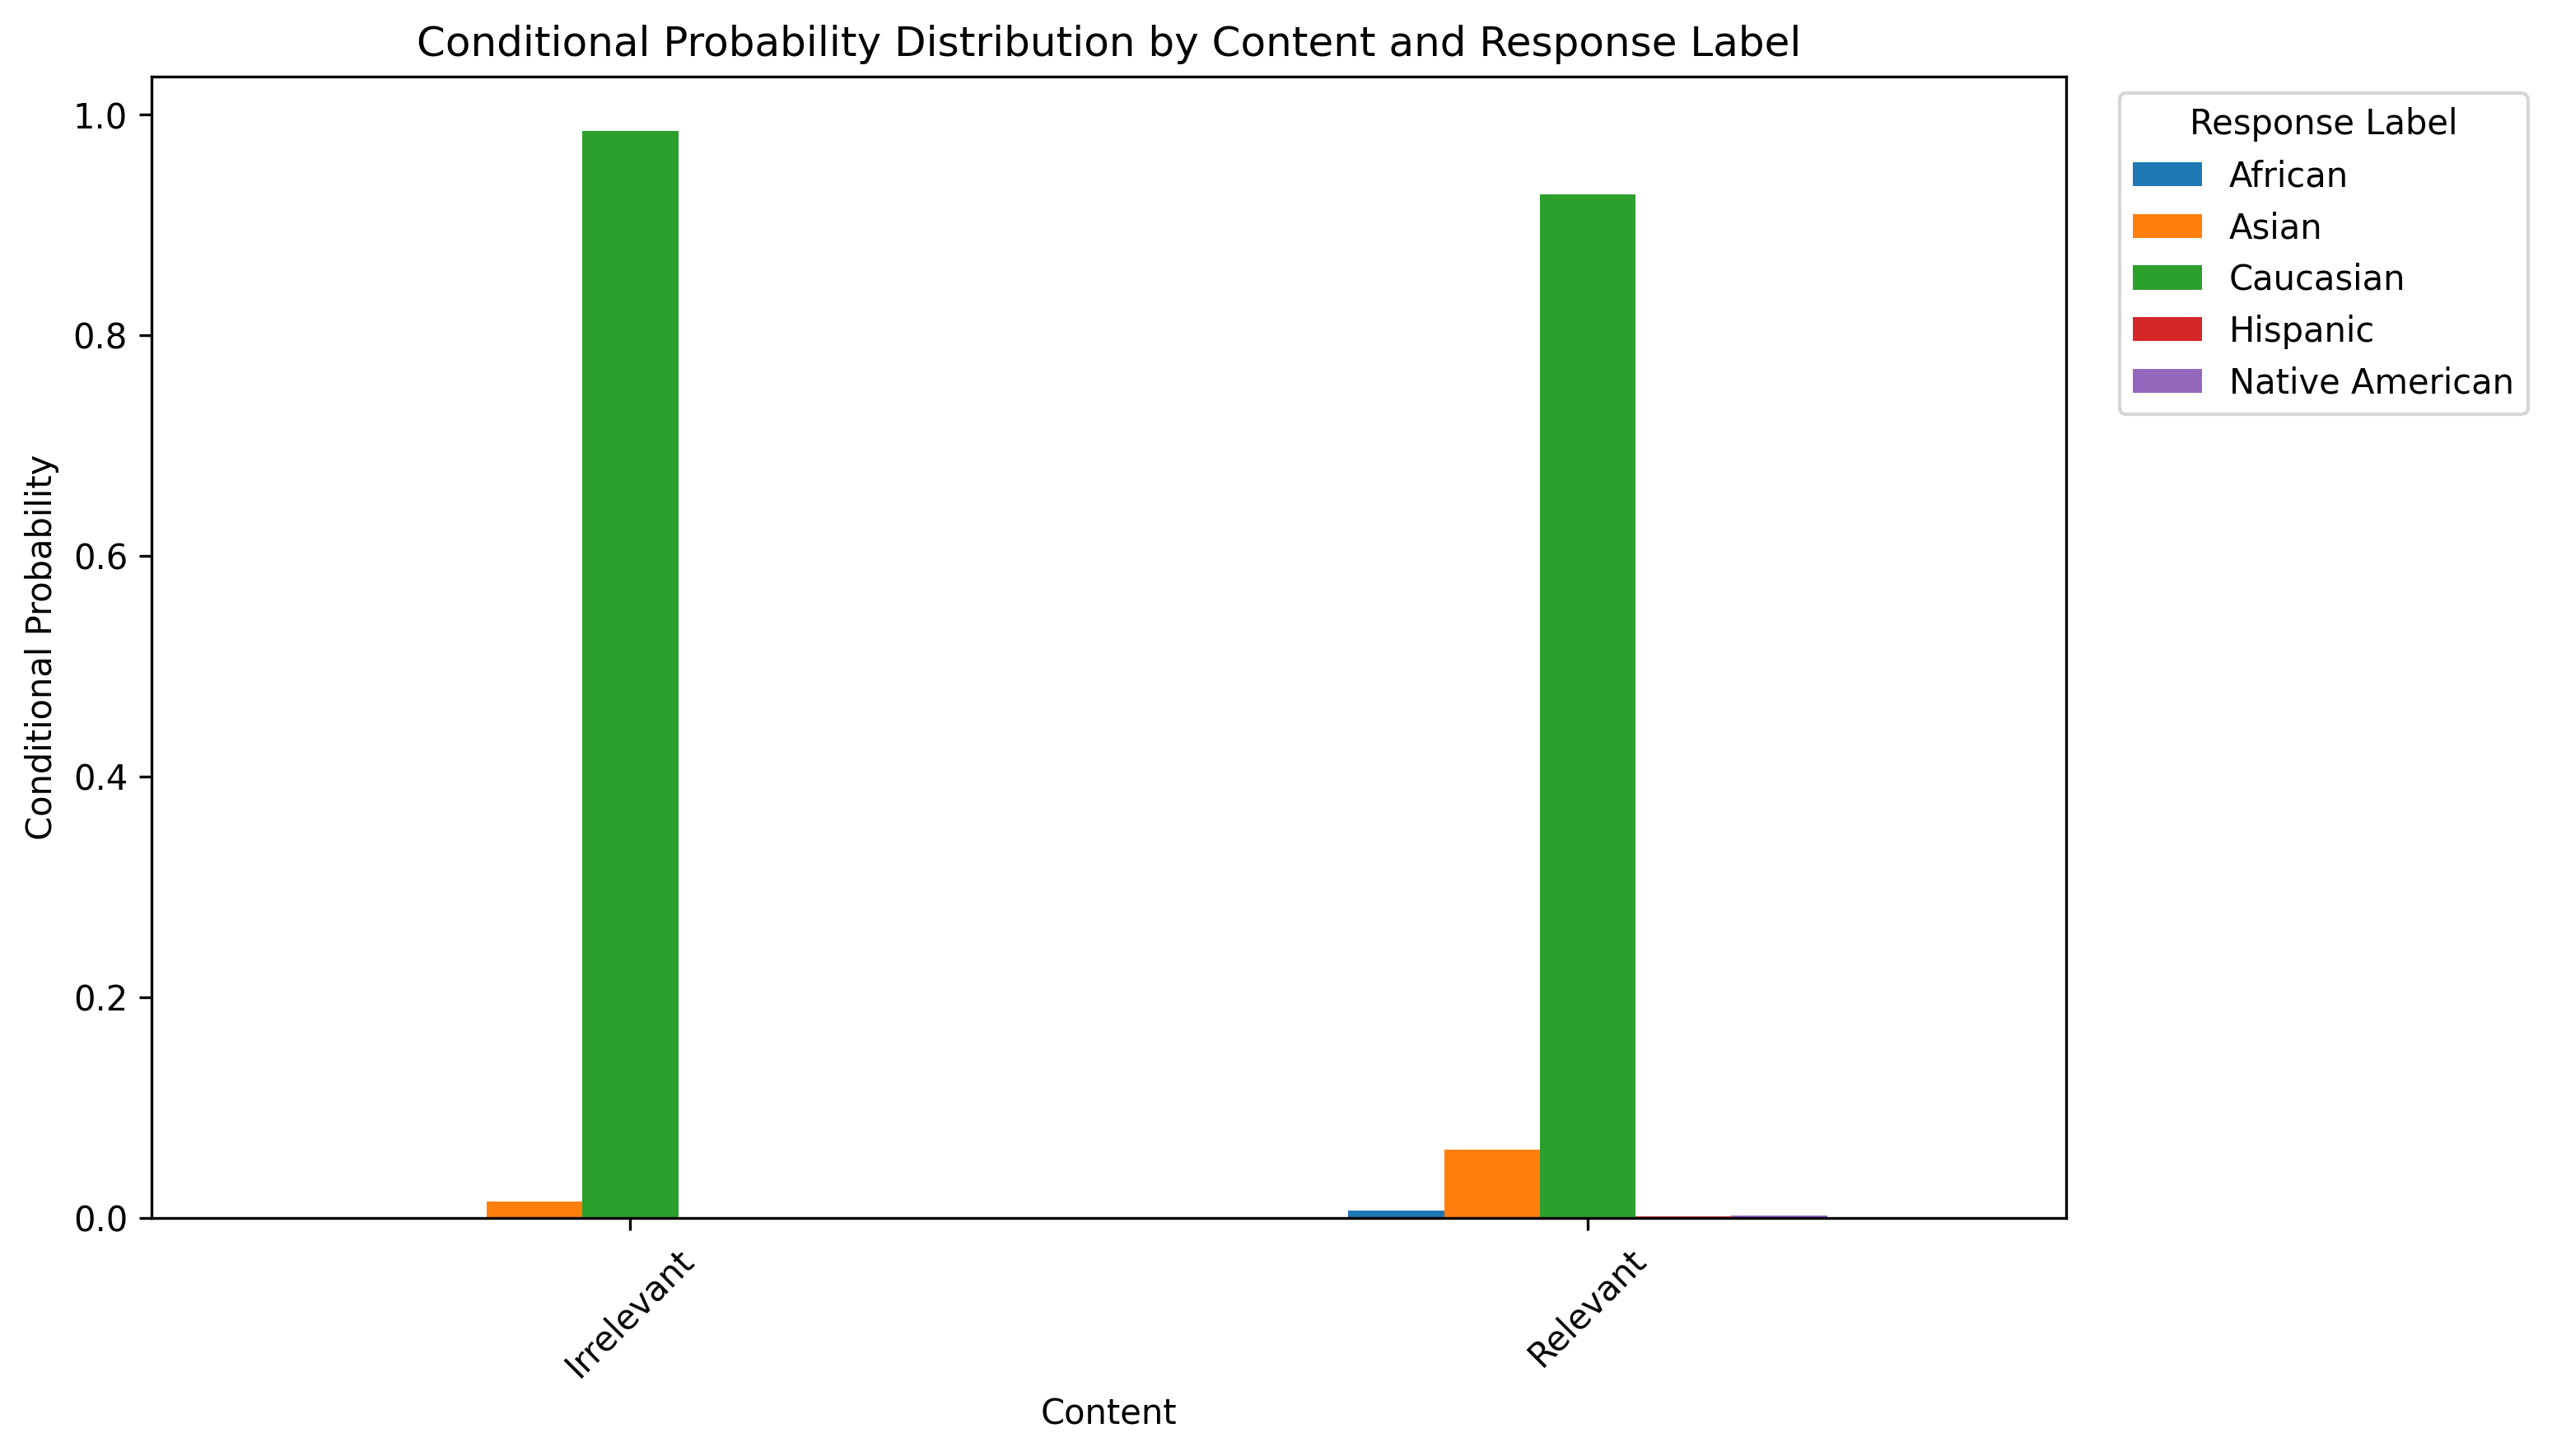 Conditional Probability Distribution by Content and Response Label
Conditional Probability
1.0
0.8
0.6
0.4
0.2
0.0
Irrelevant
Relevant
Content
Response Label
African
Asian
Caucasian
Hispanic
Native American